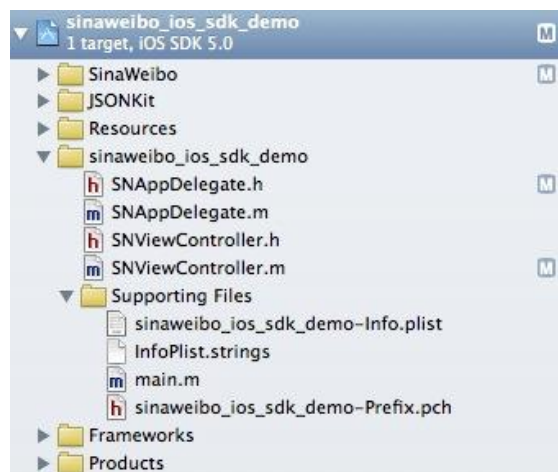 sinaweibo_ios_sdk_demo
M
1 target, iOS SDK 5.0
SinaWeibo
M
JSONKit
Resources
sinaweibo_ios_sdk_demo
h SNAppDelegate.h
M
m SNAppDelegate.m
h SNViewController.h
m SNViewController.m
M
Supporting Files
sinaweibo_ios_sdk_demo-Info.plist
InfoPlist.strings
m main.m
h sinaweibo_ios_sdk_demo-Prefix.pch
Frameworks
Products